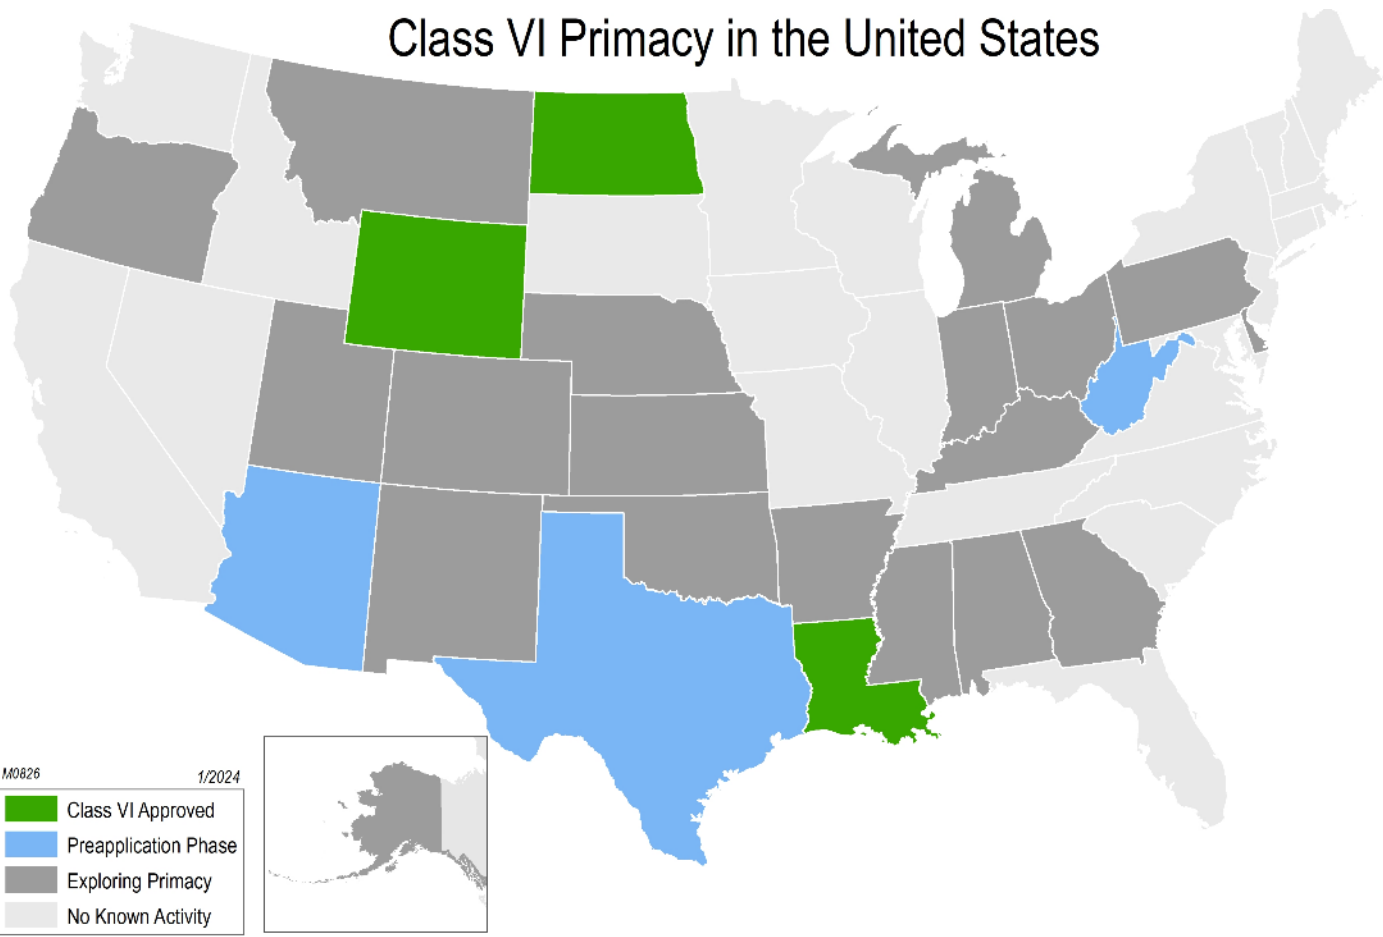 Class VI Primacy in the United States
M0826
1/2024
Class VI Approved
Preapplication Phase
Exploring Primacy
No Known Activity